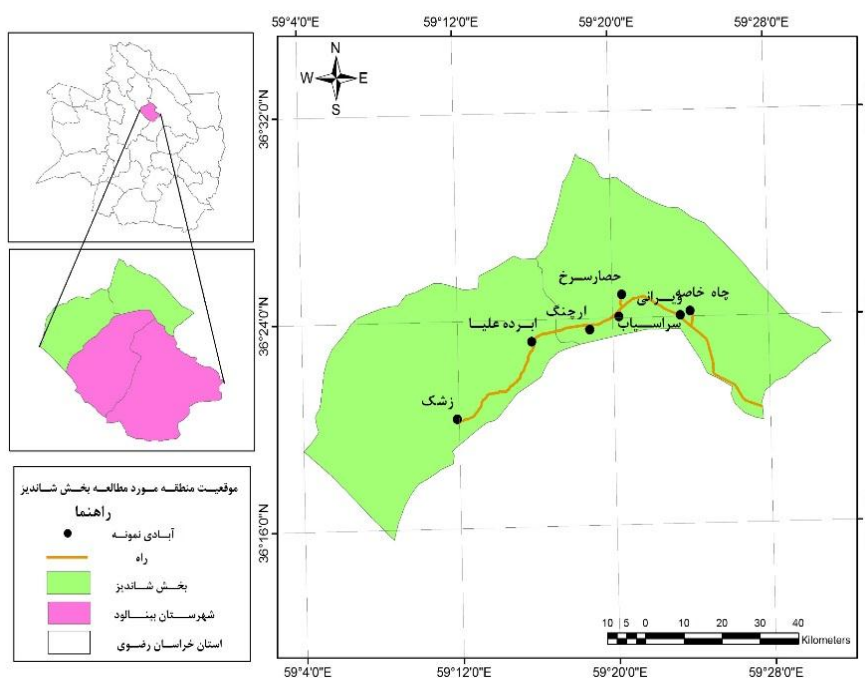 59°4'0"E 59°12'0"E 59°20'0"E 59°28'0"E
N
W E
S
36°32'0"N
36°24'0"N
36°16'0"N
حصارسرخ
ویرانی
چاه خاصه
ارچنگ
سراسیاب
ابرده علیا
زشک
موقعیت منطقه مورد مطالعه بخش شاندیز
راهنما
آبادی نمونه
راه
بخش شاندیز
شهرستان بینالود
استان خراسان رضوی
10 5 0 10 20 30 40
Kilometers
59°4'0"E 59°12'0"E 59°20'0"E 59°28'0"E